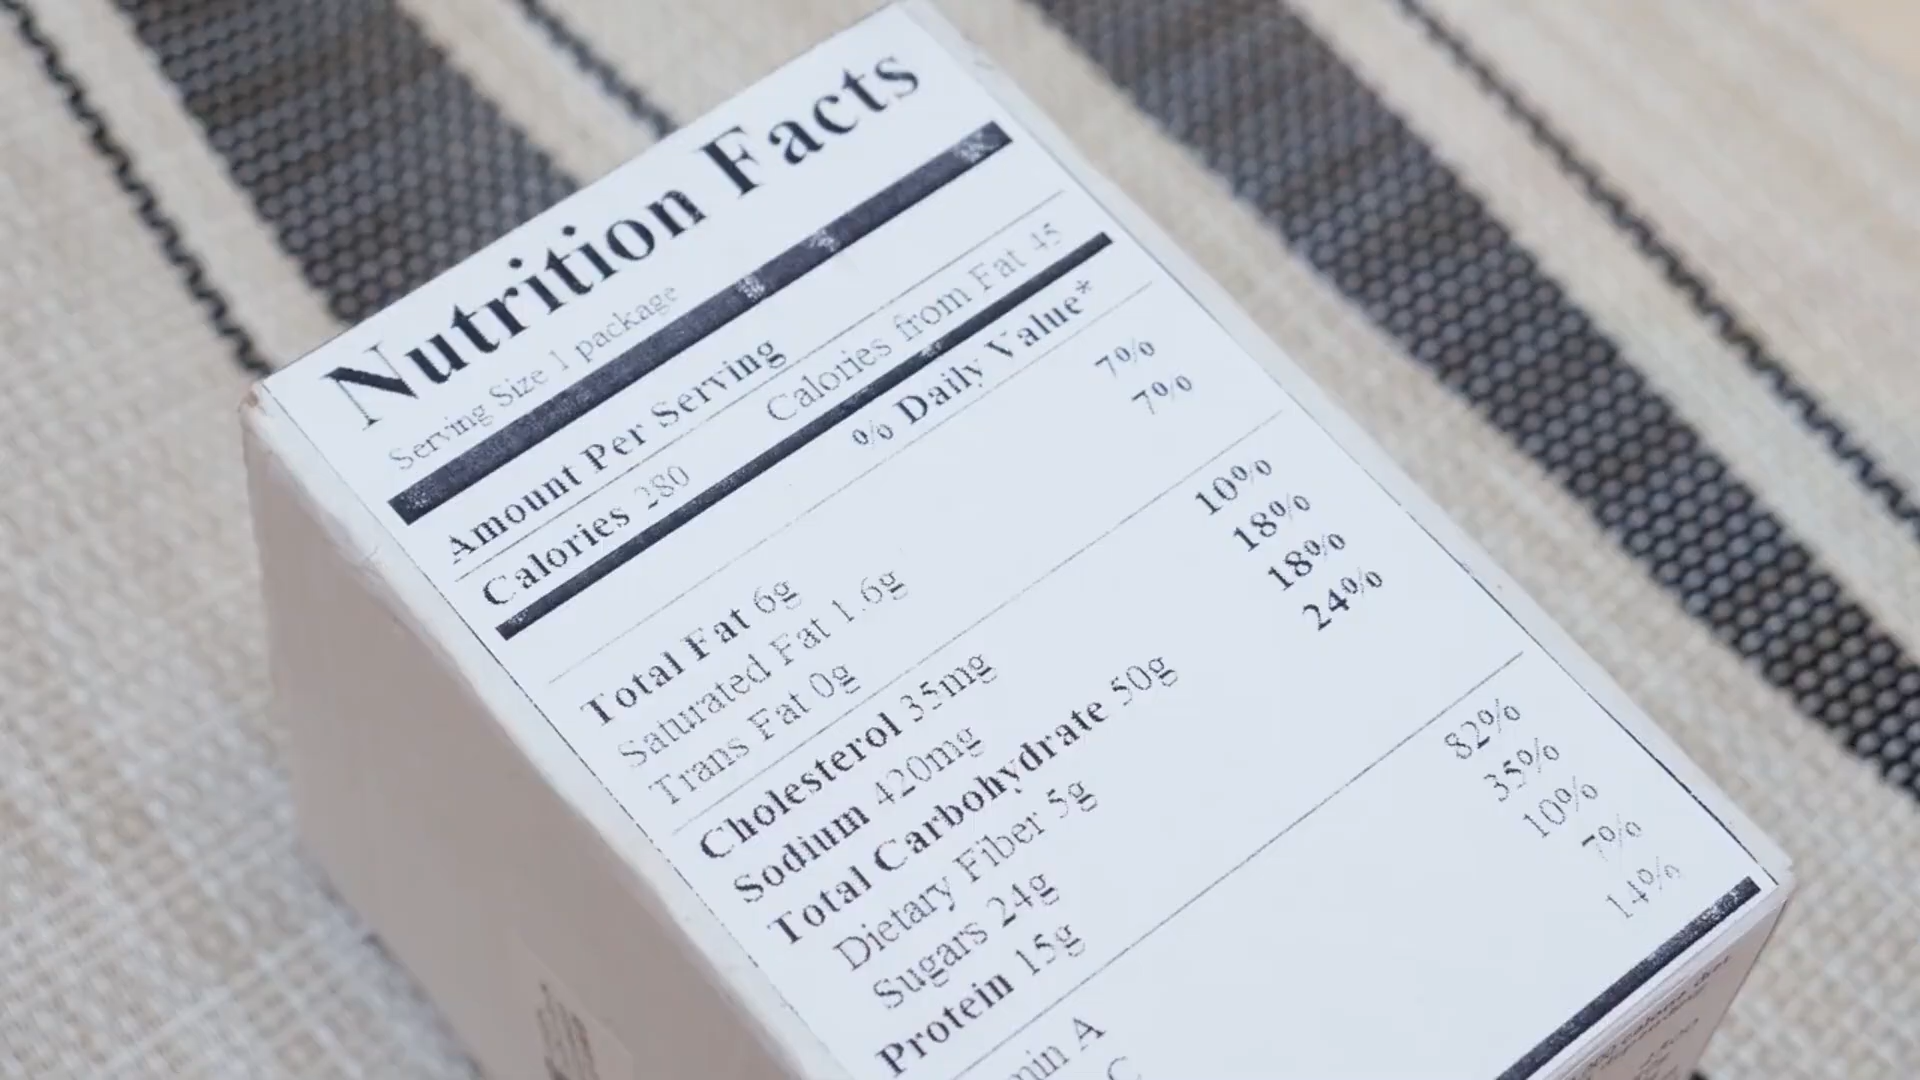 Nutrition Facts
Serving Size 1 package
Amount Per Serving
Calories 280 Calories from Fat 45
% Daily Value*
Total Fat 6g 7%
Saturated Fat 1.6g 7%
Trans Fat 0g
Cholesterol 35mg 10%
Sodium 420mg 18%
Total Carbohydrate 50g 18%
Dietary Fiber 5g 24%
Sugars 24g
Protein 15g
A 82%
C 35%
10%
7%
14%